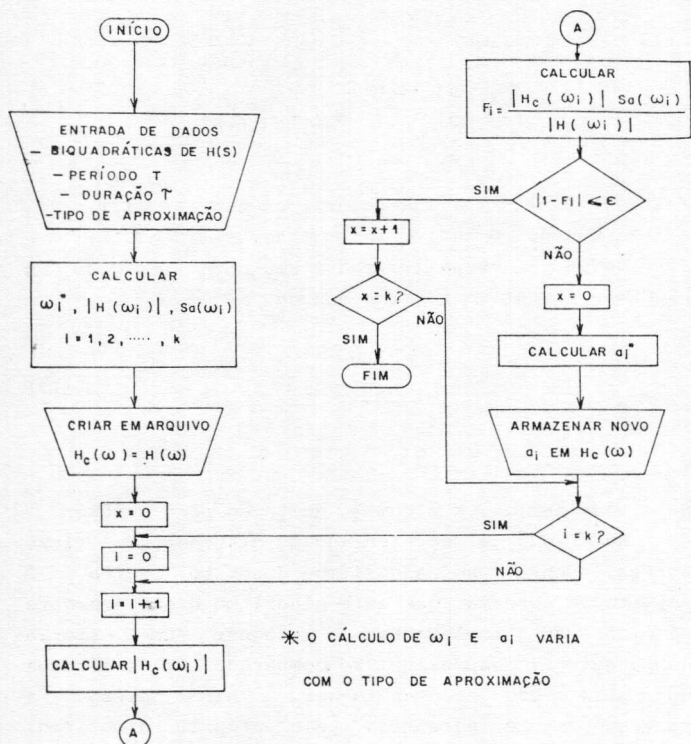 INÍCIO
ENTRADA DE DADOS
— BIQUADRÁTICAS DE H(S)
— PERÍODO T
— DURAÇÃO τ
-TIPO DE APROXIMAÇÃO
CALCULAR
ωi*, |H(ωi)|, Sa(ωi)
i = 1, 2, ....., k
CRIAR EM ARQUIVO
Hc(ω) = H(ω)
x = 0
i = 0
i = i+1
CALCULAR |Hc(ωi)|
A
A
CALCULAR
Fi = |Hc(ωi)| Sa(ωi)
|H(ωi)|
|1-Fi| ⩽ ε
SIM
NÃO
x = x+1
x = k?
NÃO
SIM
FIM
x = 0
CALCULAR ai*
ARMAZENAR NOVO
ai EM Hc(ω)
i = k?
SIM
NÃO
* O CÁLCULO DE ωi E ai VARIA
COM O TIPO DE APROXIMAÇÃO